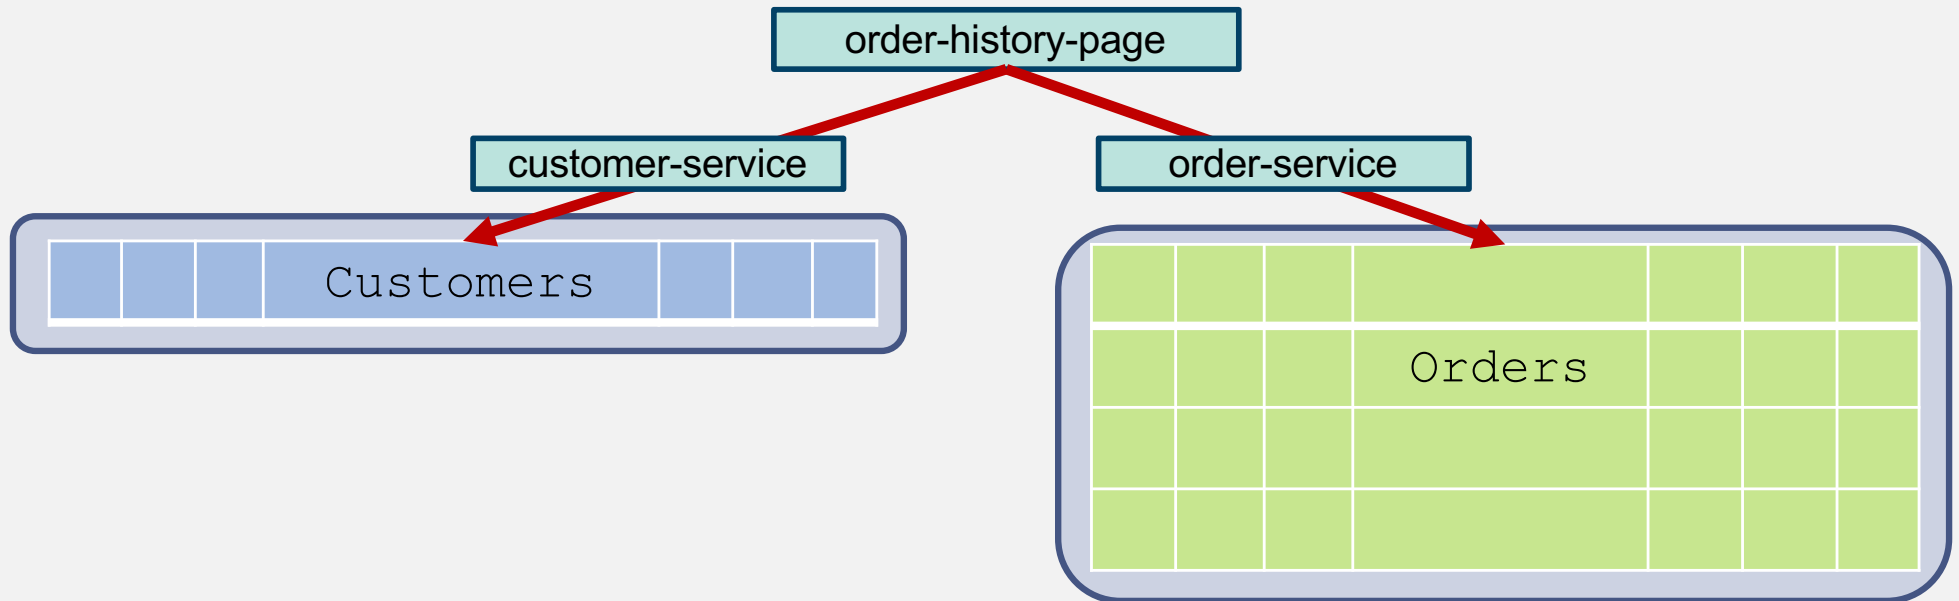 order-history-page
customer-service
order-service
Customers
Orders